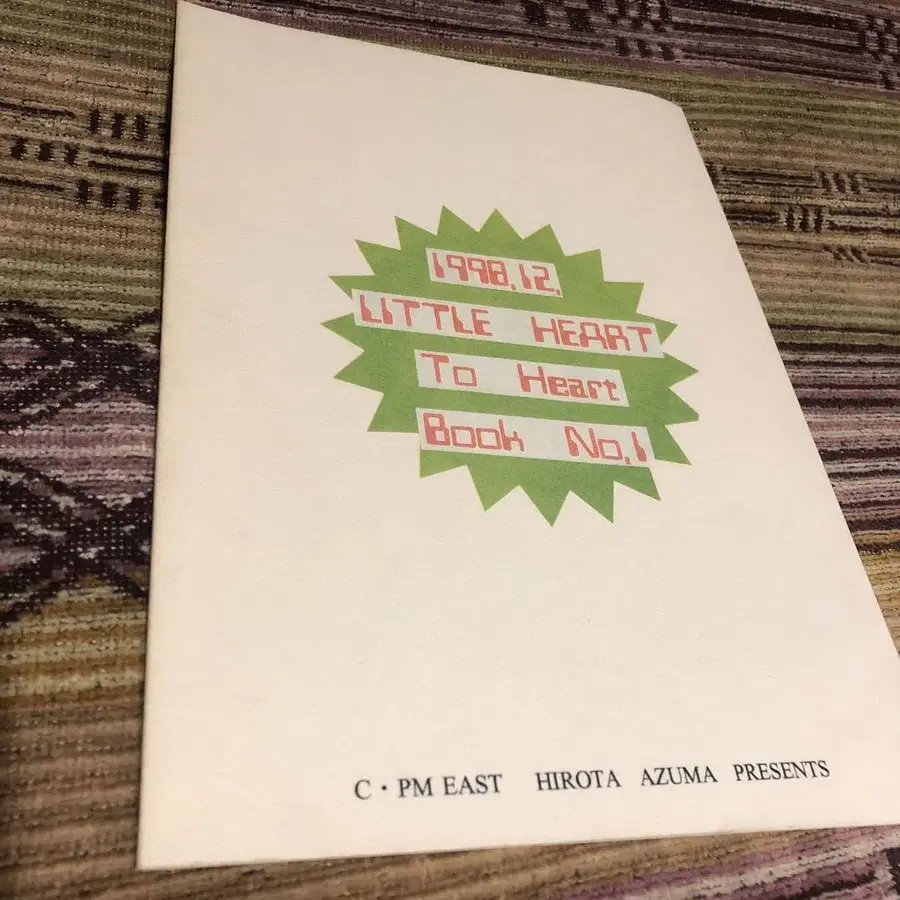 1998.12.
LITTLE HEART
To Heart
Book No.1
C・PM EAST HIROTA AZUMA PRESENTS